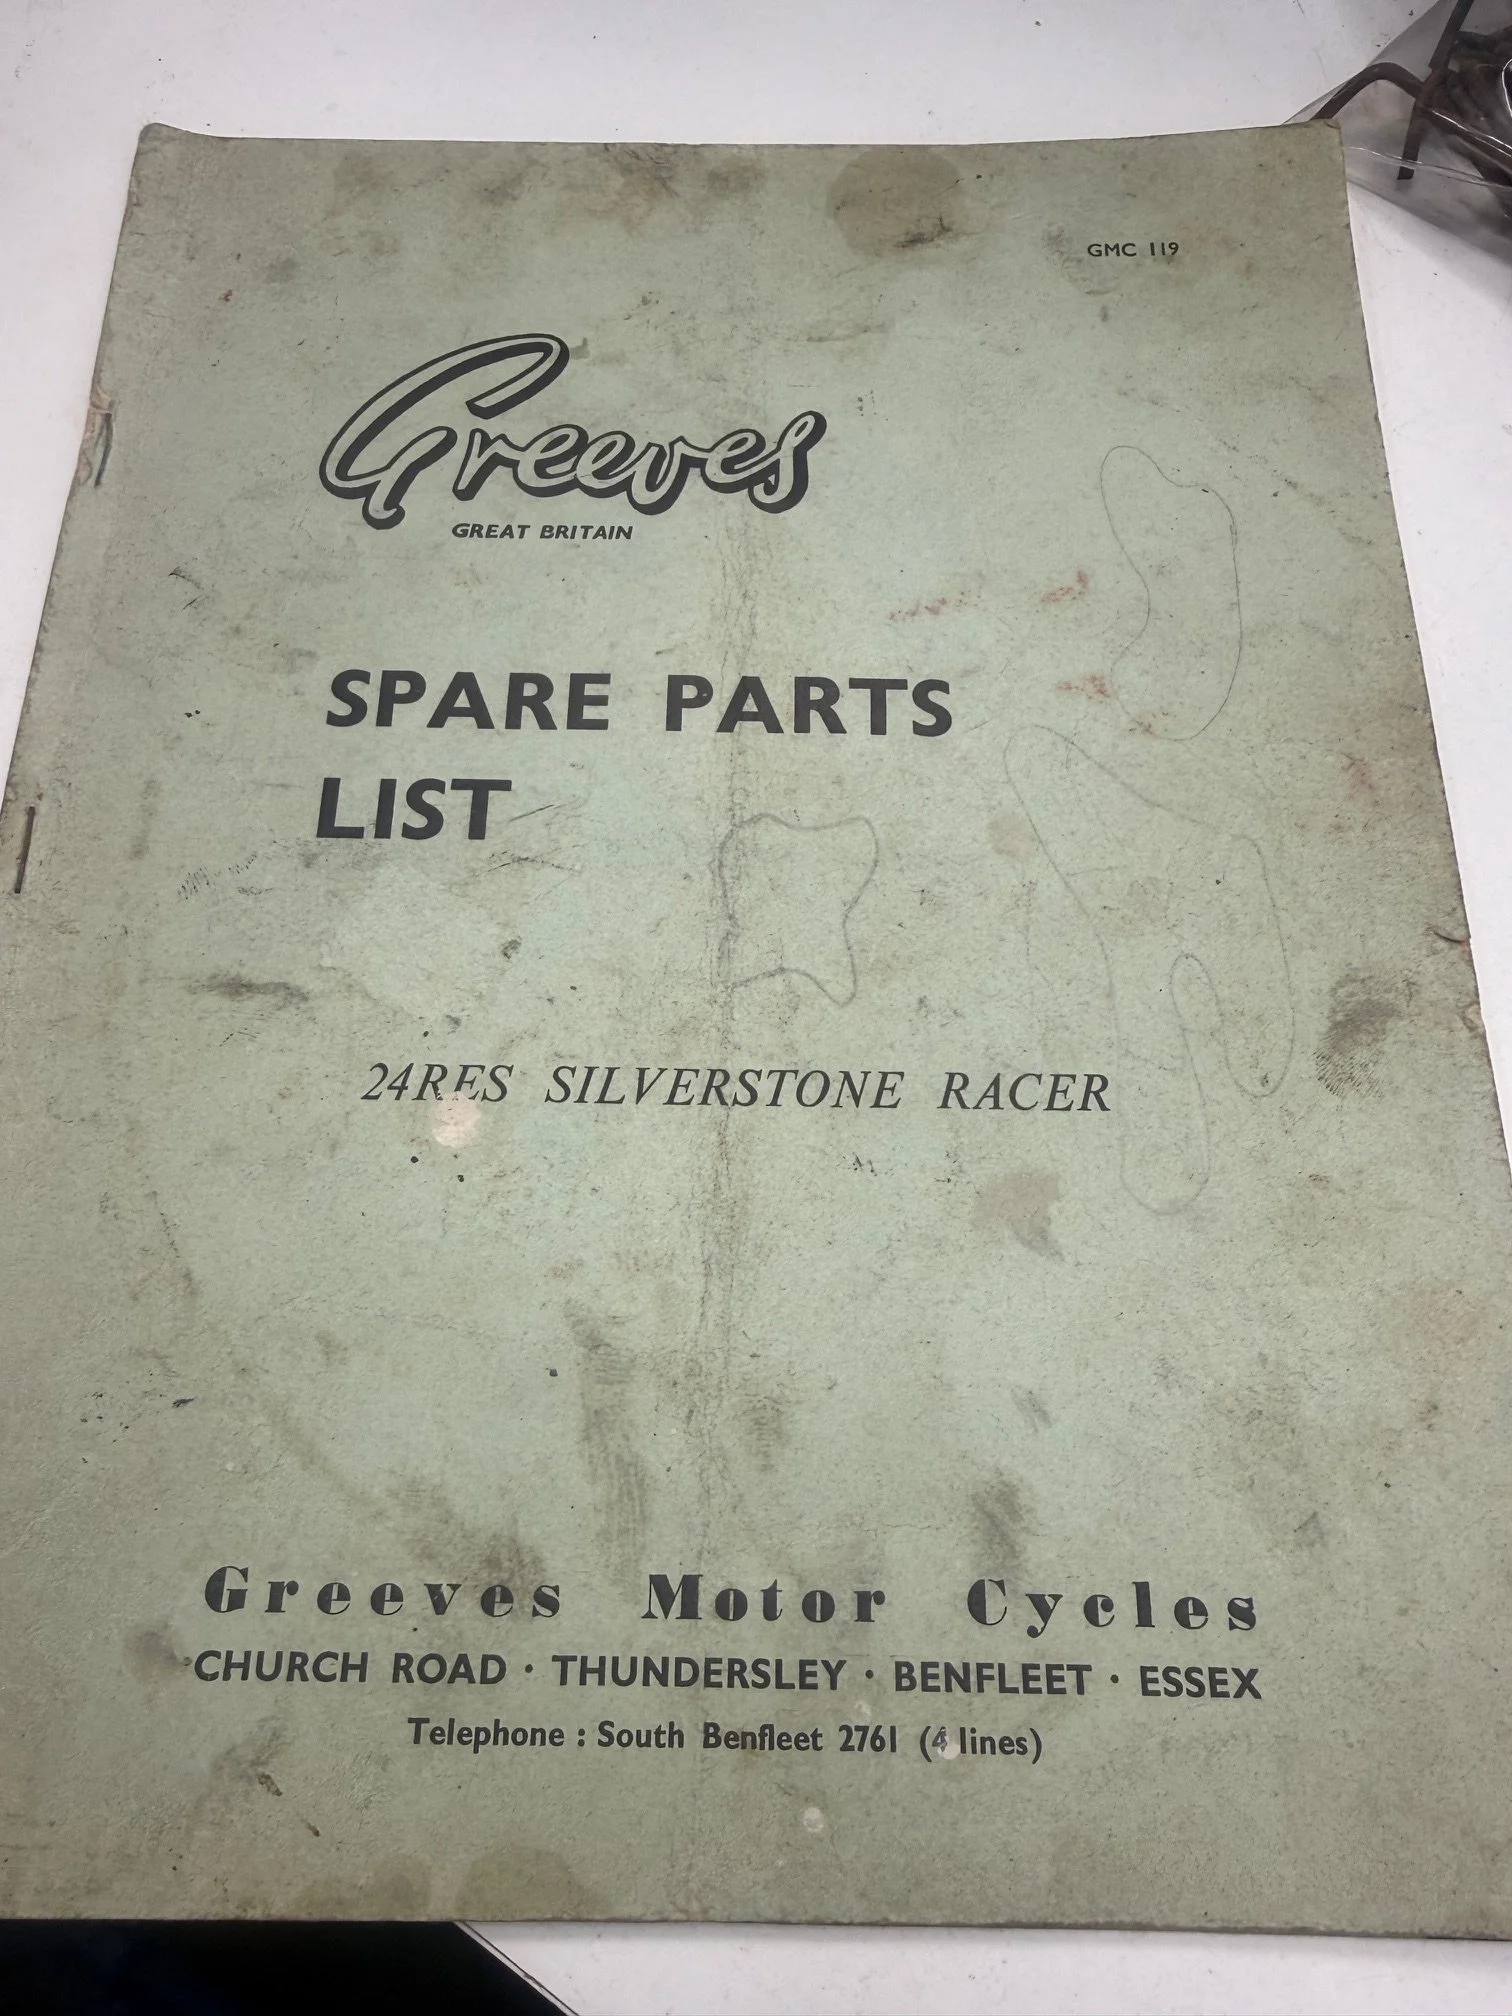 GMC 119
Greeves
GREAT BRITAIN
SPARE PARTS
LIST
24RES SILVERSTONE RACER
Greeves Motor Cycles
CHURCH ROAD · THUNDERSLEY · BENFLEET · ESSEX
Telephone : South Benfleet 2761 (4 lines)